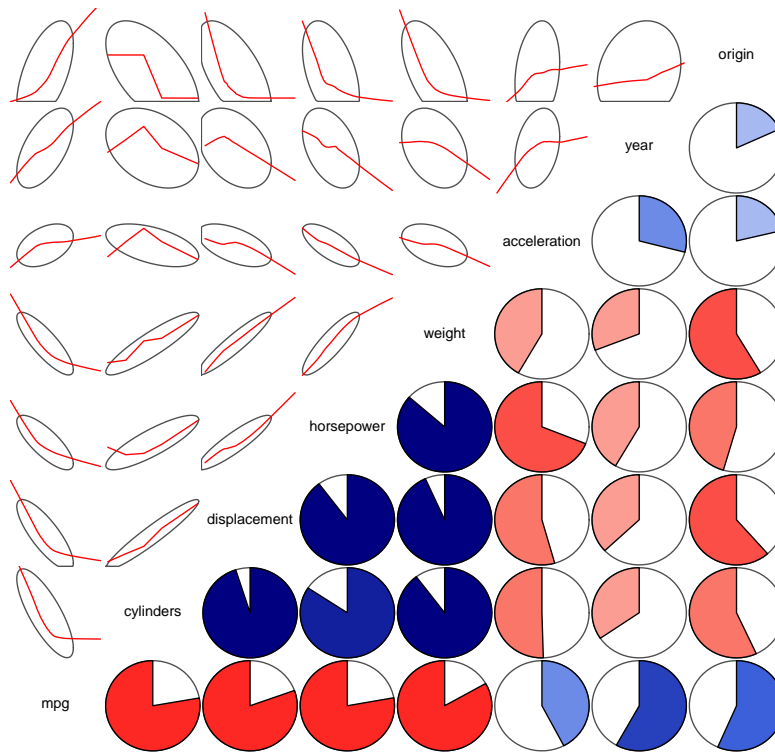 origin
year
acceleration
weight
horsepower
displacement
cylinders
mpg